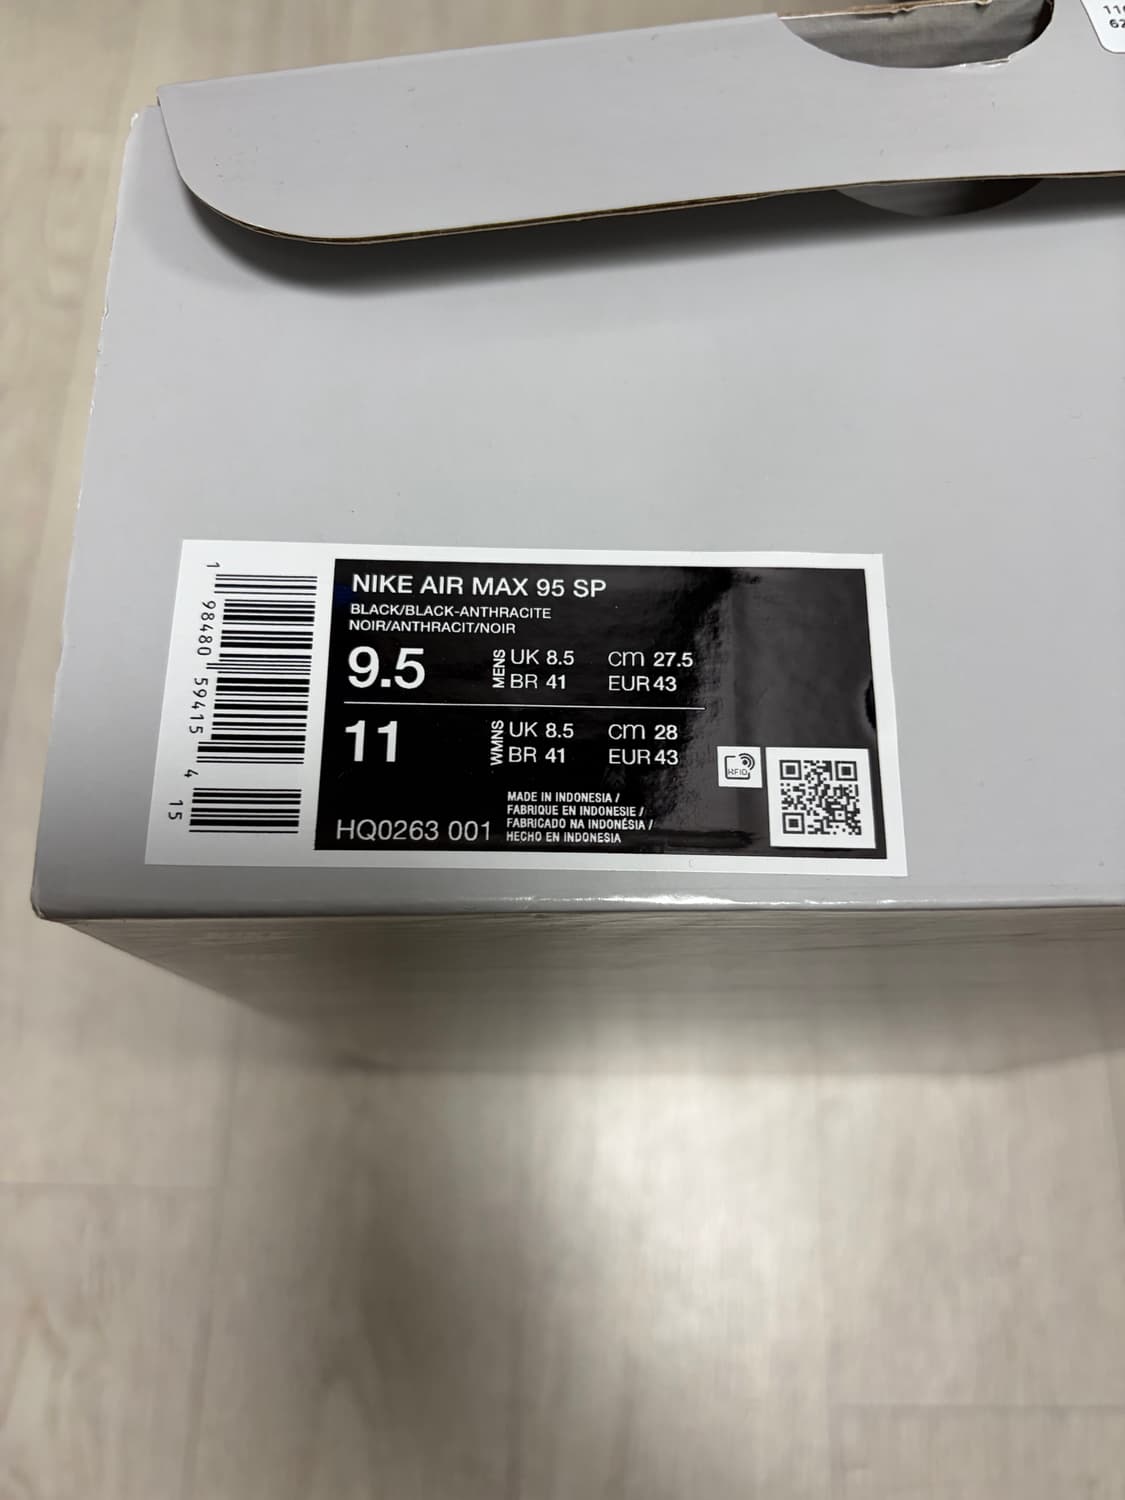 NIKE AIR MAX 95 SP
BLACK/BLACK-ANTHRACITE
NOIR/ANTHRACIT/NOIR
9.5 MENS UK 8.5 cm 27.5
BR 41 EUR 43
11 WMNS UK 8.5 cm 28
BR 41 EUR 43
RFID
MADE IN INDONESIA /
FABRIQUE EN INDONESIE /
FABRICADO NA INDONÉSIA /
HECHO EN INDONESIA
HQ0263 001
1 98480 59415 4
15